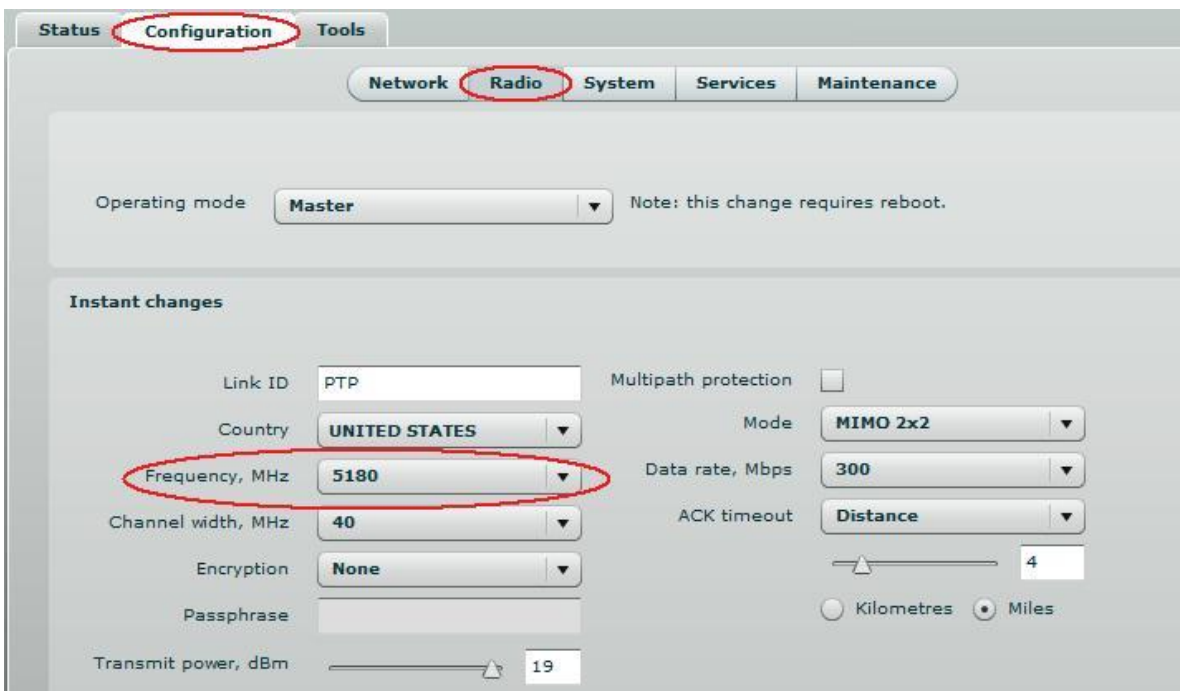 Status Configuration Tools
Network Radio System Services Maintenance
Operating mode Master Note: this change requires reboot.
Instant changes
Link ID PTP Multipath protection
Country UNITED STATES Mode MIMO 2x2
Frequency, MHz 5180 Data rate, Mbps 300
Channel width, MHz 40 ACK timeout Distance
Encryption None 4
Passphrase Kilometres Miles
Transmit power, dBm 19